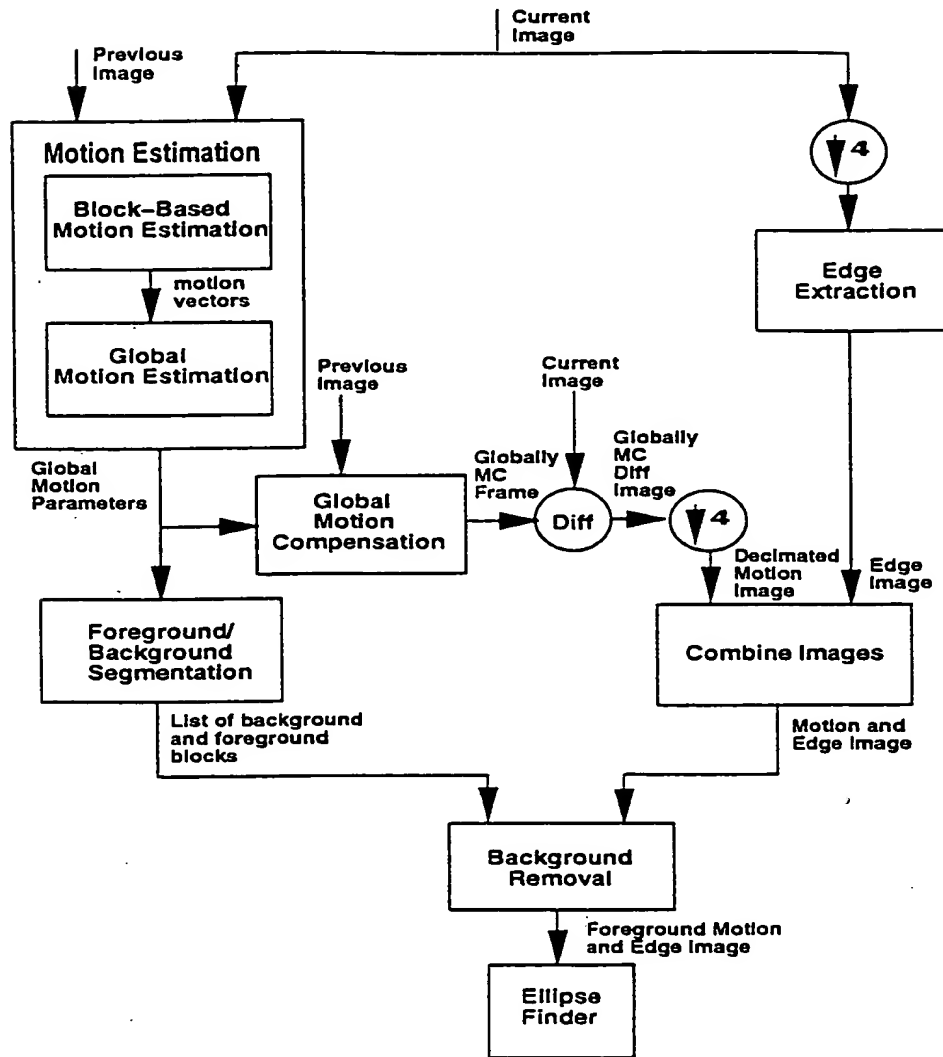 Current
Image
Previous
Image
Motion Estimation
Block-Based
Motion Estimation
motion
vectors
Global
Motion Estimation
4
Edge
Extraction
Previous
Image
Current
Image
Global
Motion
Parameters
Global
Motion
Compensation
Globally
MC
Frame
Diff
Globally
MC
Diff
Image
4
Decimated
Motion
Image
Edge
Image
Foreground/
Background
Segmentation
Combine Images
List of background
and foreground
blocks
Motion and
Edge Image
Background
Removal
Foreground Motion
and Edge Image
Ellipse
Finder